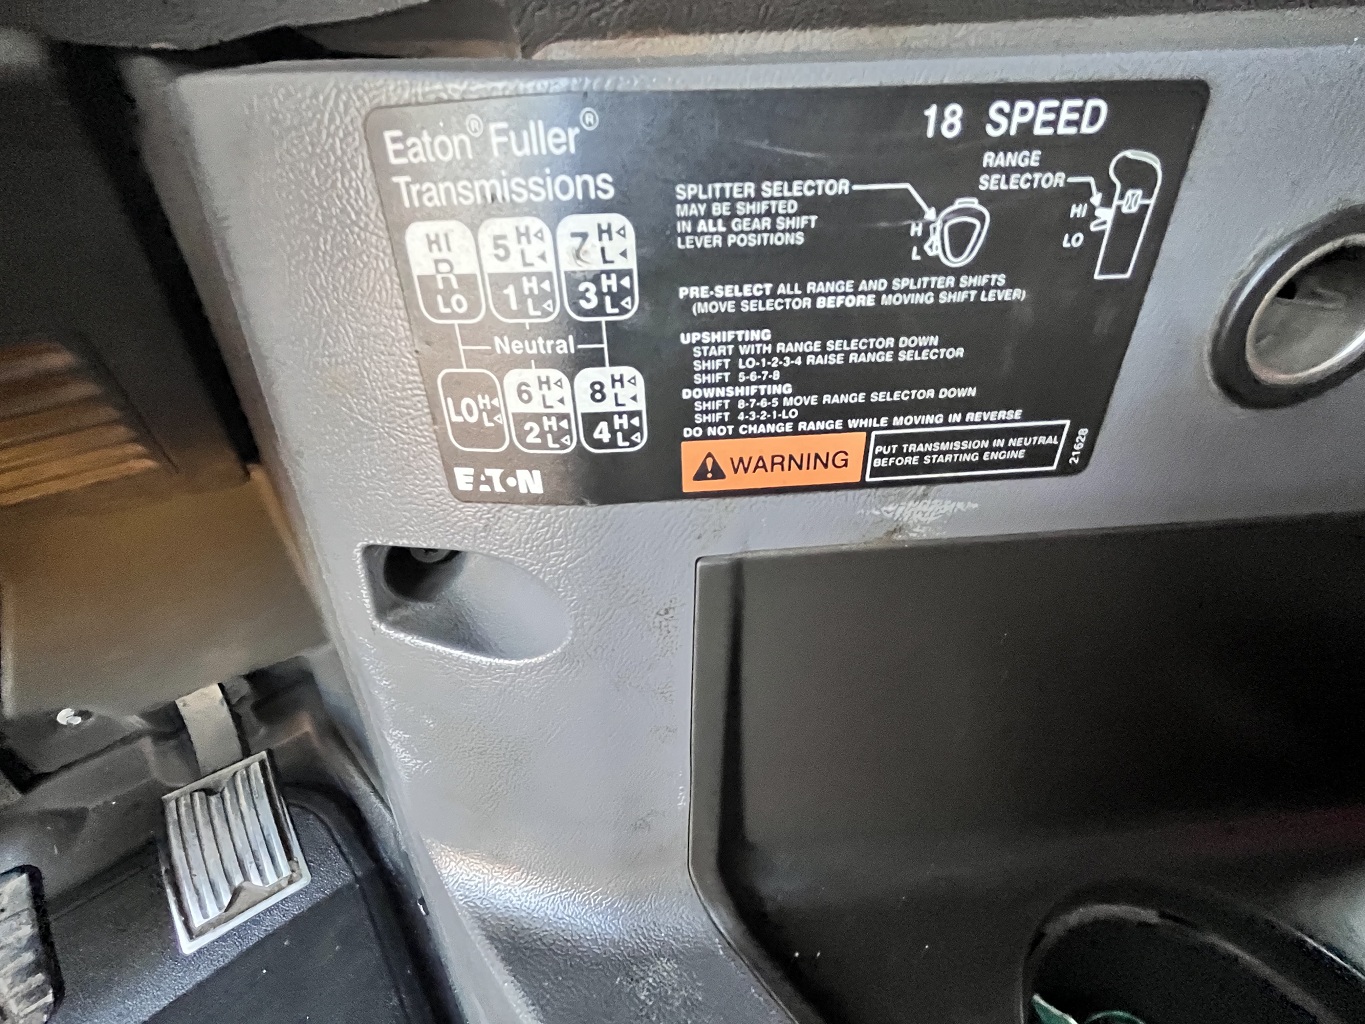 Eaton® Fuller®
Transmissions
18 SPEED
HI
R
LO
5 H L
1 H L
7 H L
3 H L
Neutral
LO H L
6 H L
2 H L
8 H L
4 H L
EATON
SPLITTER SELECTOR
MAY BE SHIFTED
IN ALL GEAR SHIFT
LEVER POSITIONS
H
L
RANGE
SELECTOR
HI
LO
PRE-SELECT ALL RANGE AND SPLITTER SHIFTS
(MOVE SELECTOR BEFORE MOVING SHIFT LEVER)
UPSHIFTING
START WITH RANGE SELECTOR DOWN
SHIFT LO-1-2-3-4 RAISE RANGE SELECTOR
SHIFT 5-6-7-8
DOWNSHIFTING
SHIFT 8-7-6-5 MOVE RANGE SELECTOR DOWN
SHIFT 4-3-2-1-LO
DO NOT CHANGE RANGE WHILE MOVING IN REVERSE
WARNING
PUT TRANSMISSION IN NEUTRAL
BEFORE STARTING ENGINE
21628